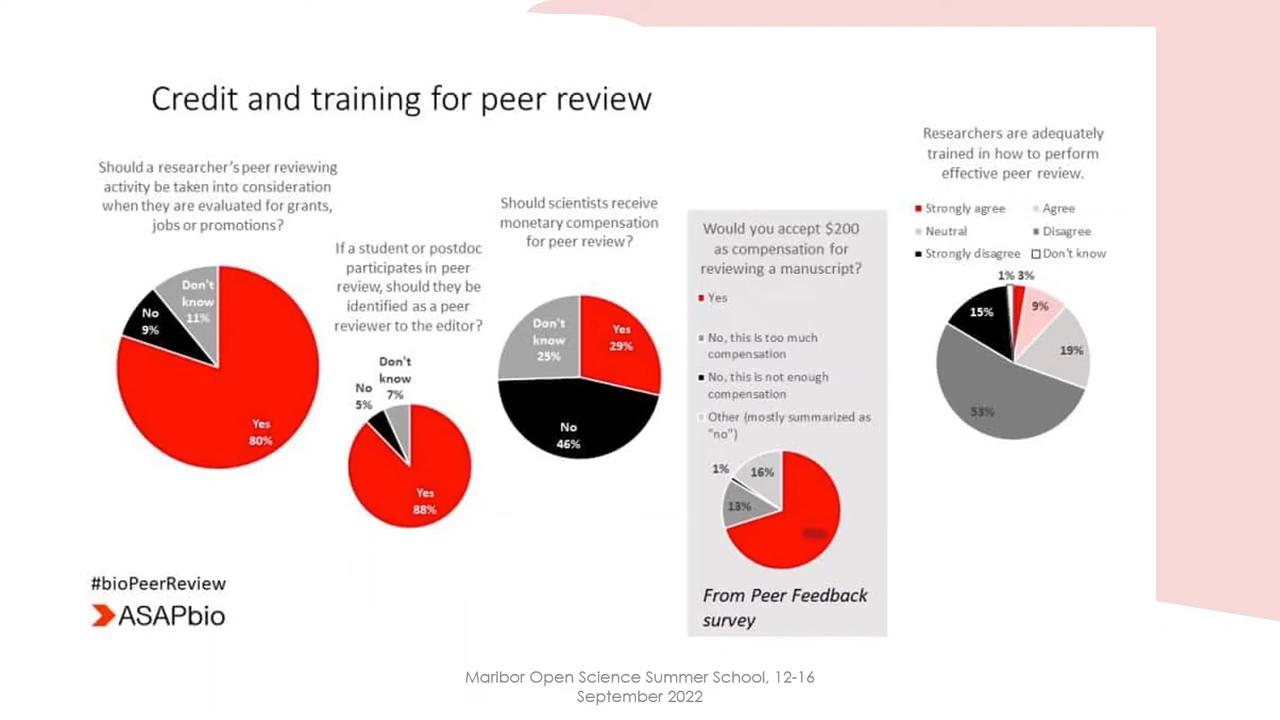 Credit and training for peer review
Should a researcher's peer reviewing
activity be taken into consideration
when they are evaluated for grants,
jobs or promotions?
Don't
know
11%
No
9%
Yes
80%
If a student or postdoc
participates in peer
review, should they be
identified as a peer
reviewer to the editor?
Don't
know
7%
No
5%
Yes
88%
Should scientists receive
monetary compensation
for peer review?
Don't
know
25%
Yes
29%
No
46%
Would you accept $200
as compensation for
reviewing a manuscript?
Yes
No, this is too much
compensation
No, this is not enough
compensation
Other (mostly summarized as
"no")
1%
16%
13%
From Peer Feedback
survey
Researchers are adequately
trained in how to perform
effective peer review.
Strongly agree
Agree
Neutral
Disagree
Strongly disagree
Don't know
1% 3%
9%
15%
19%
53%
#bioPeerReview
ASAPbio
Maribor Open Science Summer School, 12-16
September 2022